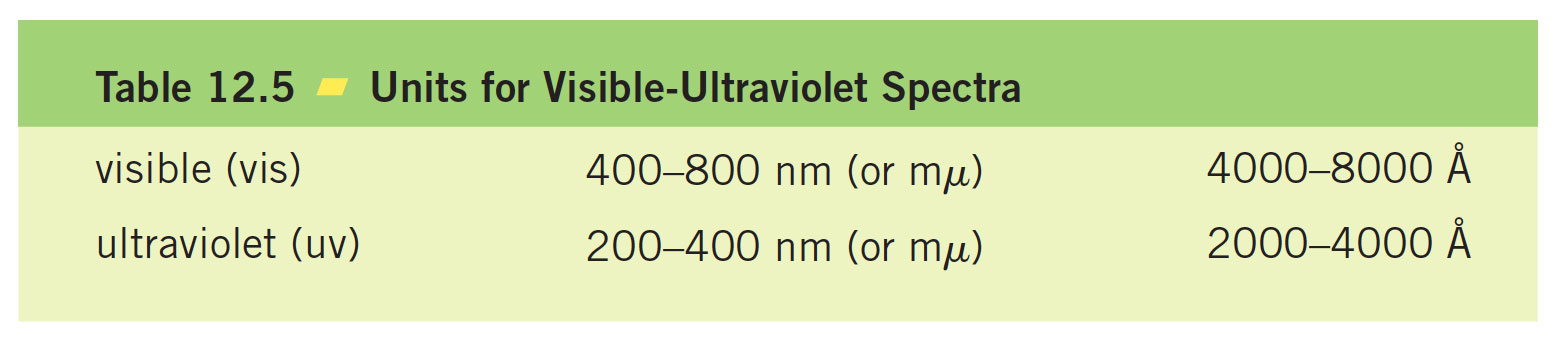 Table 12.5 Units for Visible-Ultraviolet Spectra
visible (vis) 400–800 nm (or mμ) 4000–8000 Å
ultraviolet (uv) 200–400 nm (or mμ) 2000–4000 Å